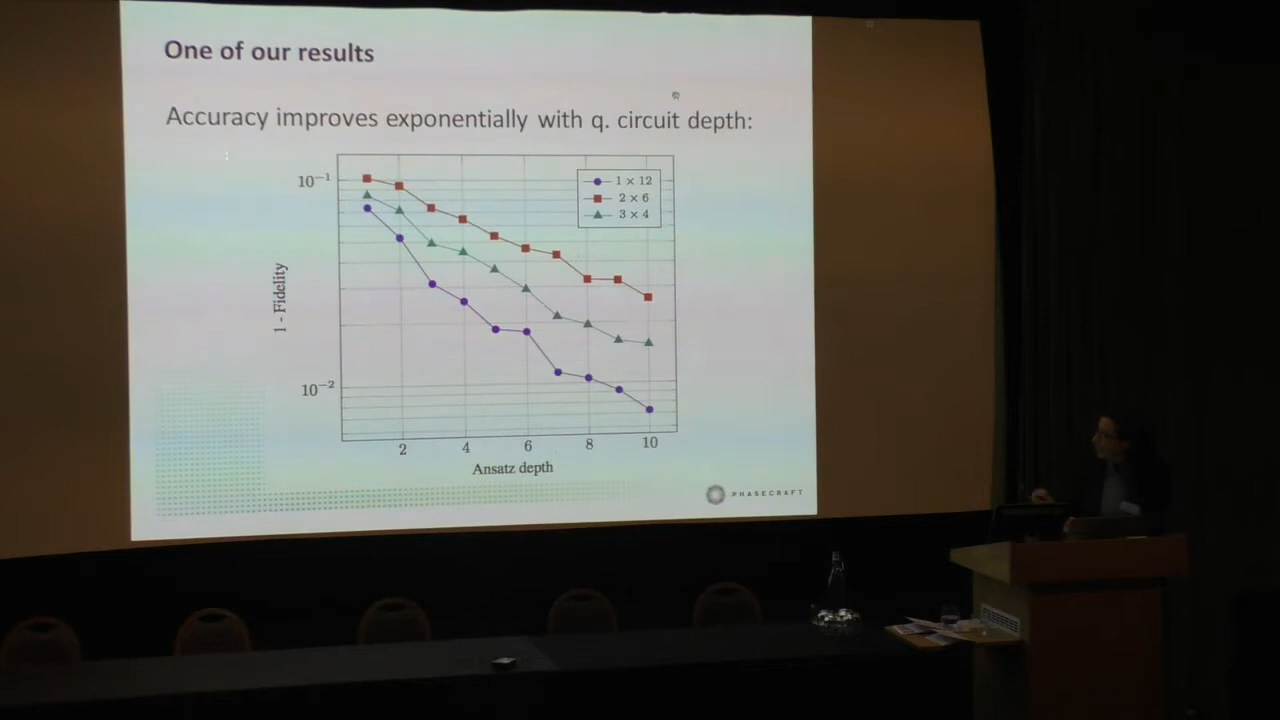 One of our results
Accuracy improves exponentially with q. circuit depth:
10⁻¹
10⁻²
1 - Fidelity
1 × 12
2 × 6
3 × 4
2 4 6 8 10
Ansatz depth
PHASECRAFT